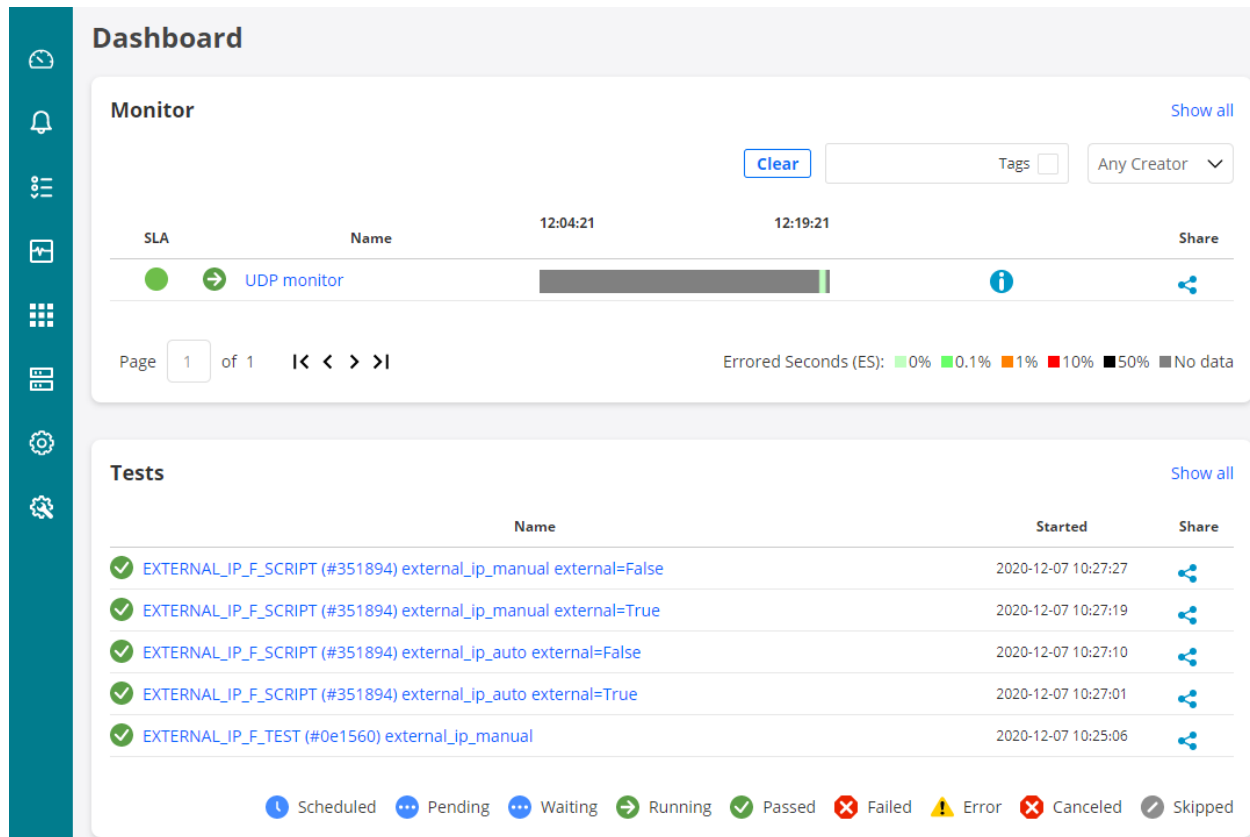 Dashboard
Monitor
Show all
Clear
Tags
Any Creator
12:04:21 12:19:21
SLA Name Share
UDP monitor
Page 1 of 1
Errored Seconds (ES): 0% 0.1% 1% 10% 50% No data
Tests
Show all
Name Started Share
EXTERNAL_IP_F_SCRIPT (#351894) external_ip_manual external=False 2020-12-07 10:27:27
EXTERNAL_IP_F_SCRIPT (#351894) external_ip_manual external=True 2020-12-07 10:27:19
EXTERNAL_IP_F_SCRIPT (#351894) external_ip_auto external=False 2020-12-07 10:27:10
EXTERNAL_IP_F_SCRIPT (#351894) external_ip_auto external=True 2020-12-07 10:27:01
EXTERNAL_IP_F_TEST (#0e1560) external_ip_manual 2020-12-07 10:25:06
Scheduled Pending Waiting Running Passed Failed Error Canceled Skipped